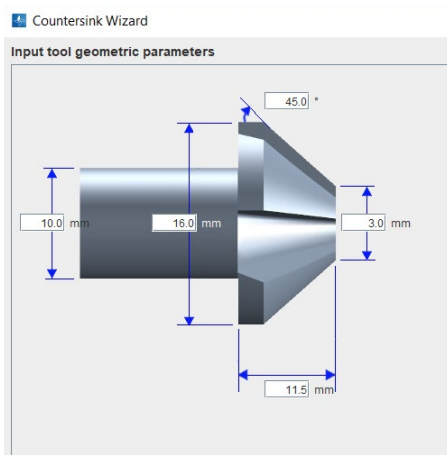 Countersink Wizard
Input tool geometric parameters
45.0 °
10.0 mm
16.0 mm
3.0 mm
11.5 mm